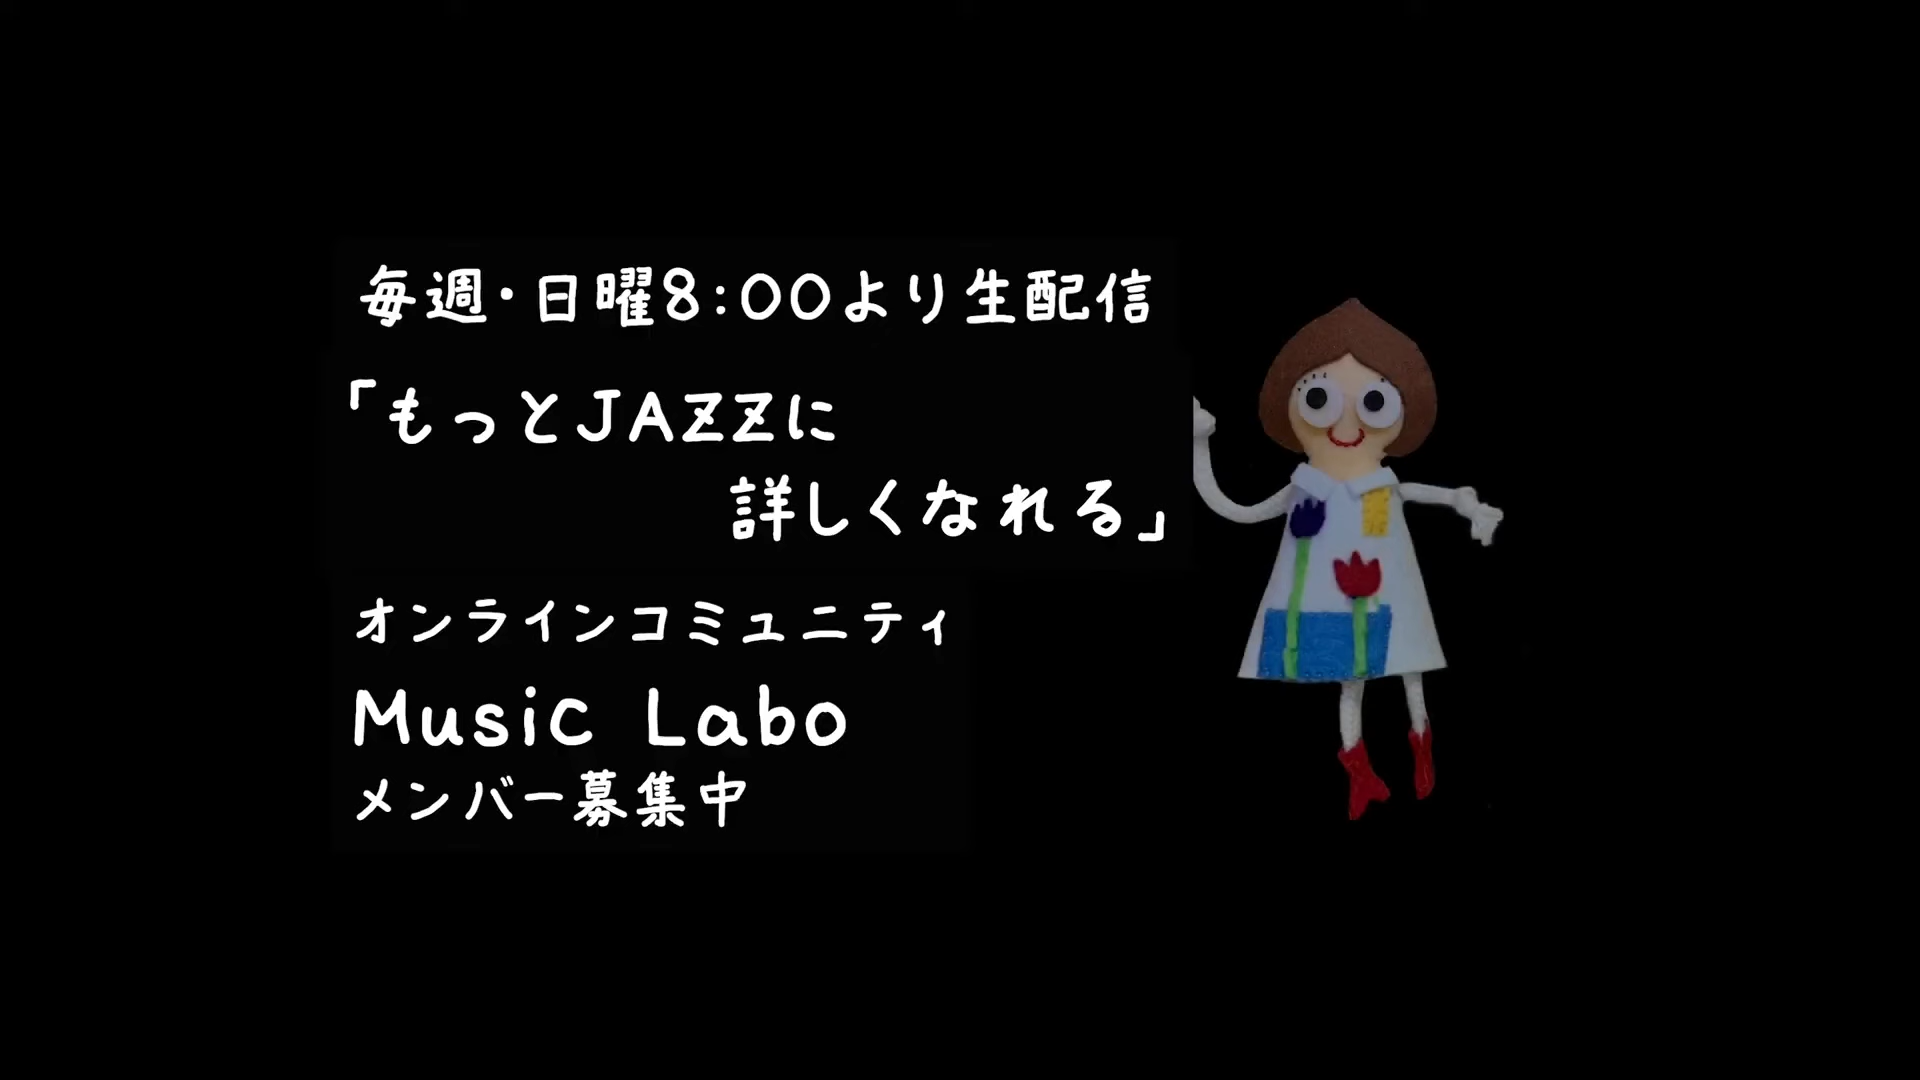 毎週・日曜8:00より生配信
「もっとJAZZに
詳しくなれる」
オンラインコミュニティ
Music Labo
メンバー募集中